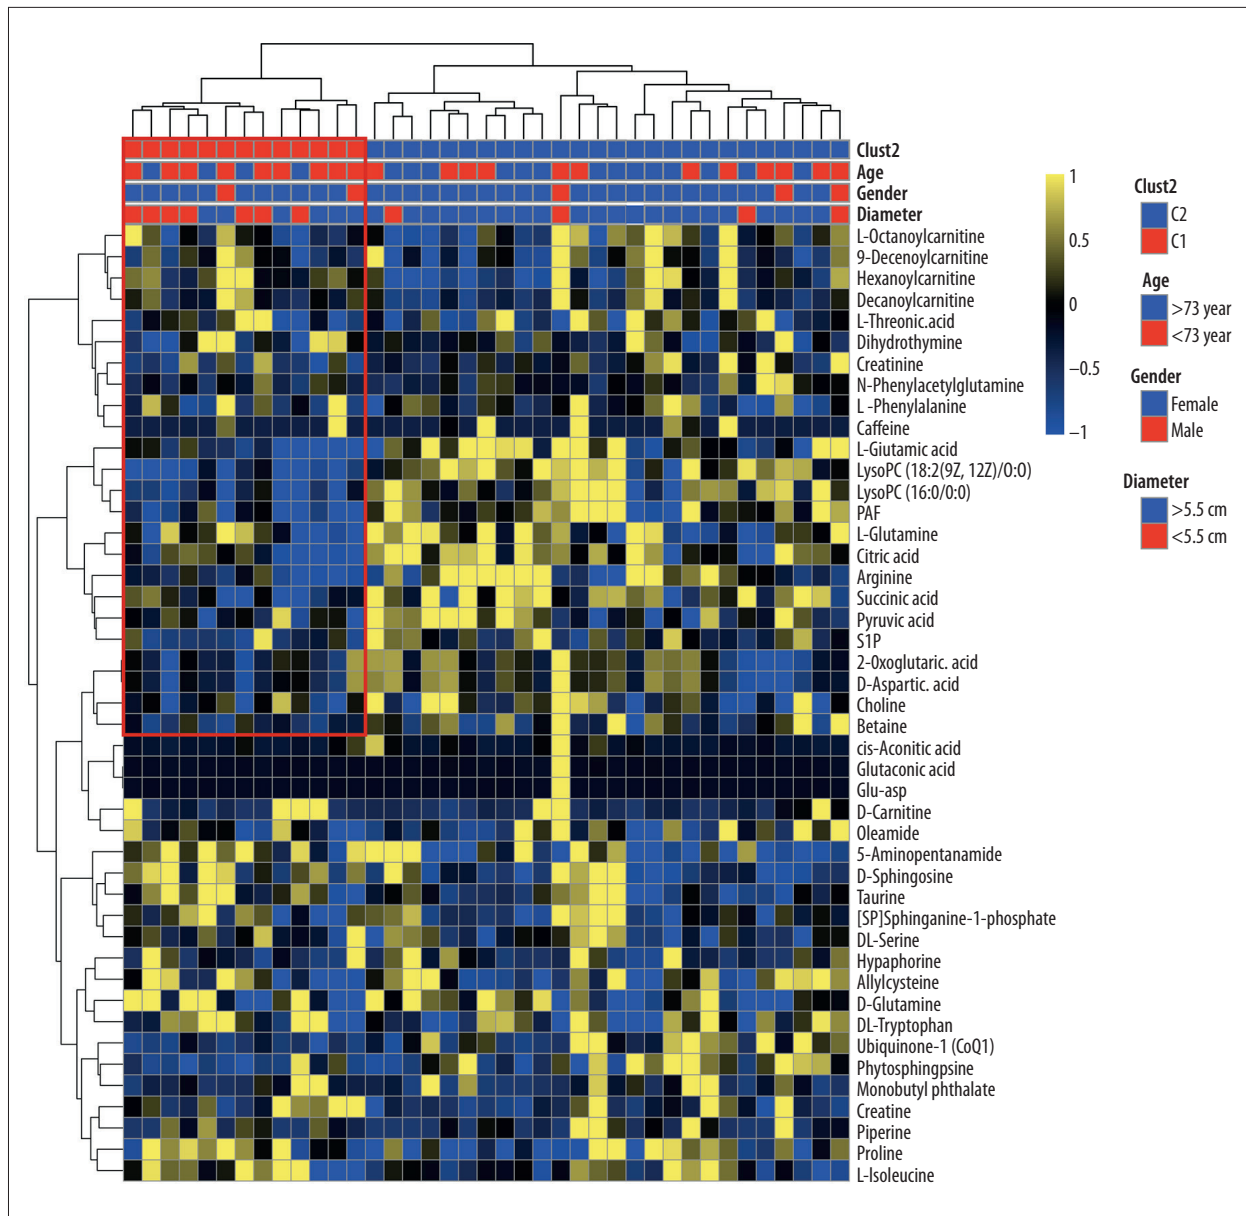 Clust2
Age
Gender
Diameter
L-Octanoylcarnitine
9-Decenoylcarnitine
Hexanoylcarnitine
Decanoylcarnitine
L-Threonic.acid
Dihydrothymine
Creatinine
N-Phenylacetylglutamine
L -Phenylalanine
Caffeine
L-Giutamic acid
LysoPC (18:2(9Z, 12Z)/0:0)
LysoPC (16:0/0:0)
PAF
L-Glutamine
Citric acid
Arginine
Succinic acid
Pyruvic acid
S1P
2-0xoglutaric. acid
D-Aspartic. acid
Choline
Betaine
cis-Aconitic acid
Glutaconic acid
Glu-asp
D-Carnitine
Oleamide
5-Aminopentanamide
D-Sphingosine
Taurine
[SP]Sphinganine-1-phosphate
DL-Serine
Hypaphorine
Allylcysteine
D-Glutamine
DL-Tryptophan
Ubiquinone-1 (CoQ1)
Phytosphingpsine
Monobutyl phthalate
Creatine
Piperine
Proline
L-Isoleucine
1
0.5
0
−0.5
−1
Clust2
C2
C1
Age
>73 year
<73 year
Gender
Female
Male
Diameter
>5.5 cm
<5.5 cm